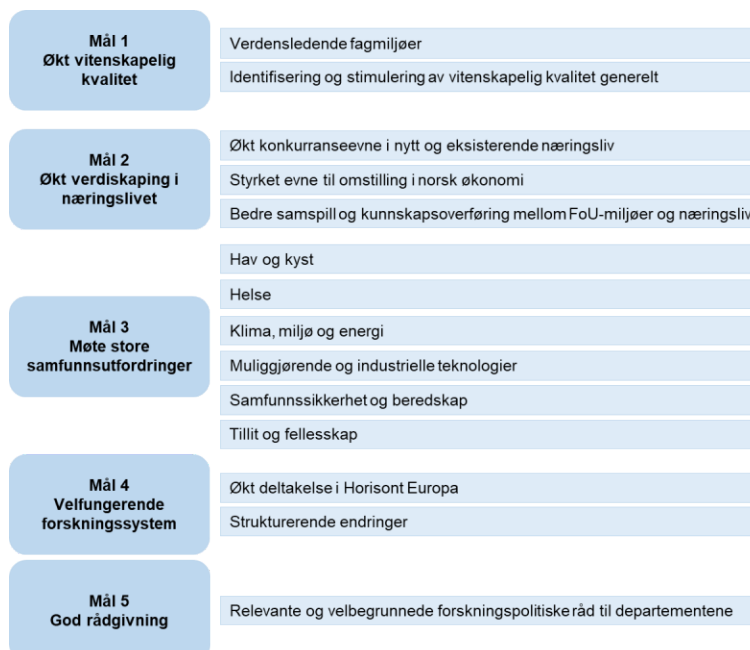 Mål 1
Økt vitenskapelig
kvalitet
Verdensledende fagmiljøer
Identifisering og stimulering av vitenskapelig kvalitet generelt
Mål 2
Økt verdiskaping i
næringslivet
Økt konkurranseevne i nytt og eksisterende næringsliv
Styrket evne til omstilling i norsk økonomi
Bedre samspill og kunnskapsoverføring mellom FoU-miljøer og næringsliv
Mål 3
Møte store
samfunnsutfordringer
Hav og kyst
Helse
Klima, miljø og energi
Muliggjørende og industrielle teknologier
Samfunnssikkerhet og beredskap
Tillit og fellesskap
Mål 4
Velfungerende
forskningssystem
Økt deltakelse i Horisont Europa
Strukturerende endringer
Mål 5
God rådgivning
Relevante og velbegrunnede forskningspolitiske råd til departementene